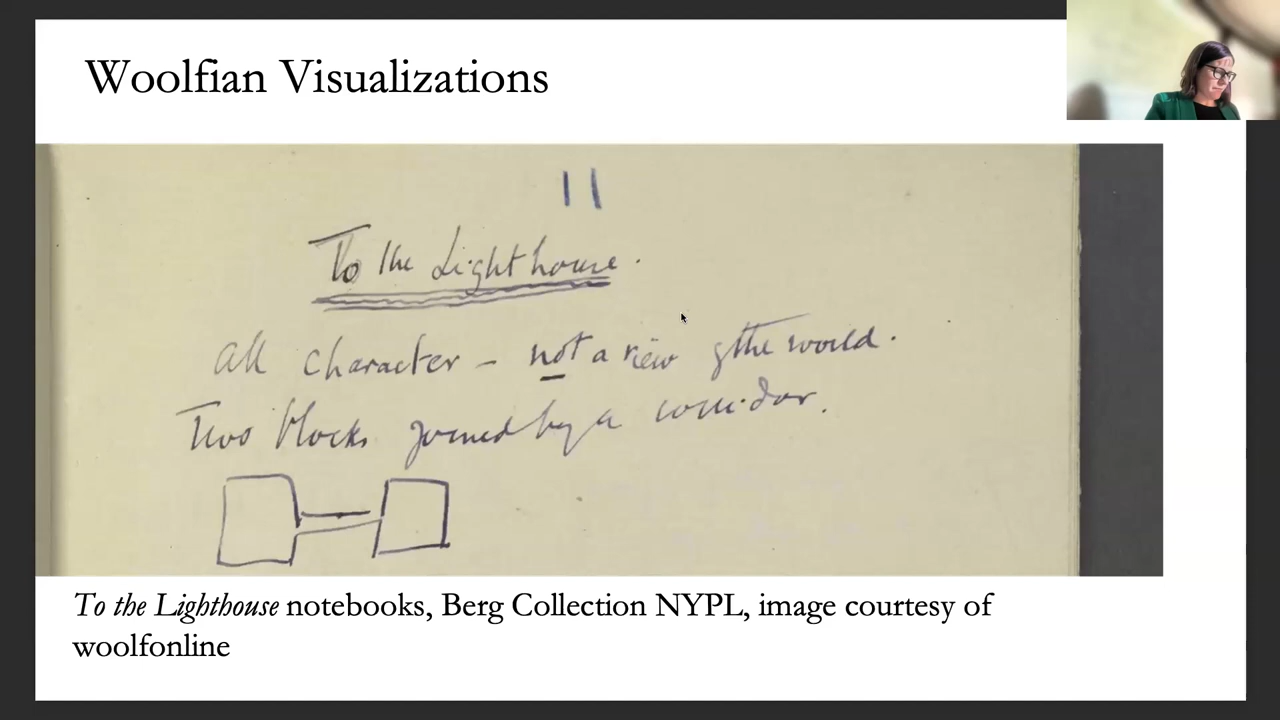 Woolfian Visualizations
11
To the Lighthouse.
All character - not a view of the world.
Two blocks joined by a corridor.
To the Lighthouse notebooks, Berg Collection NYPL, image courtesy of
woolfonline